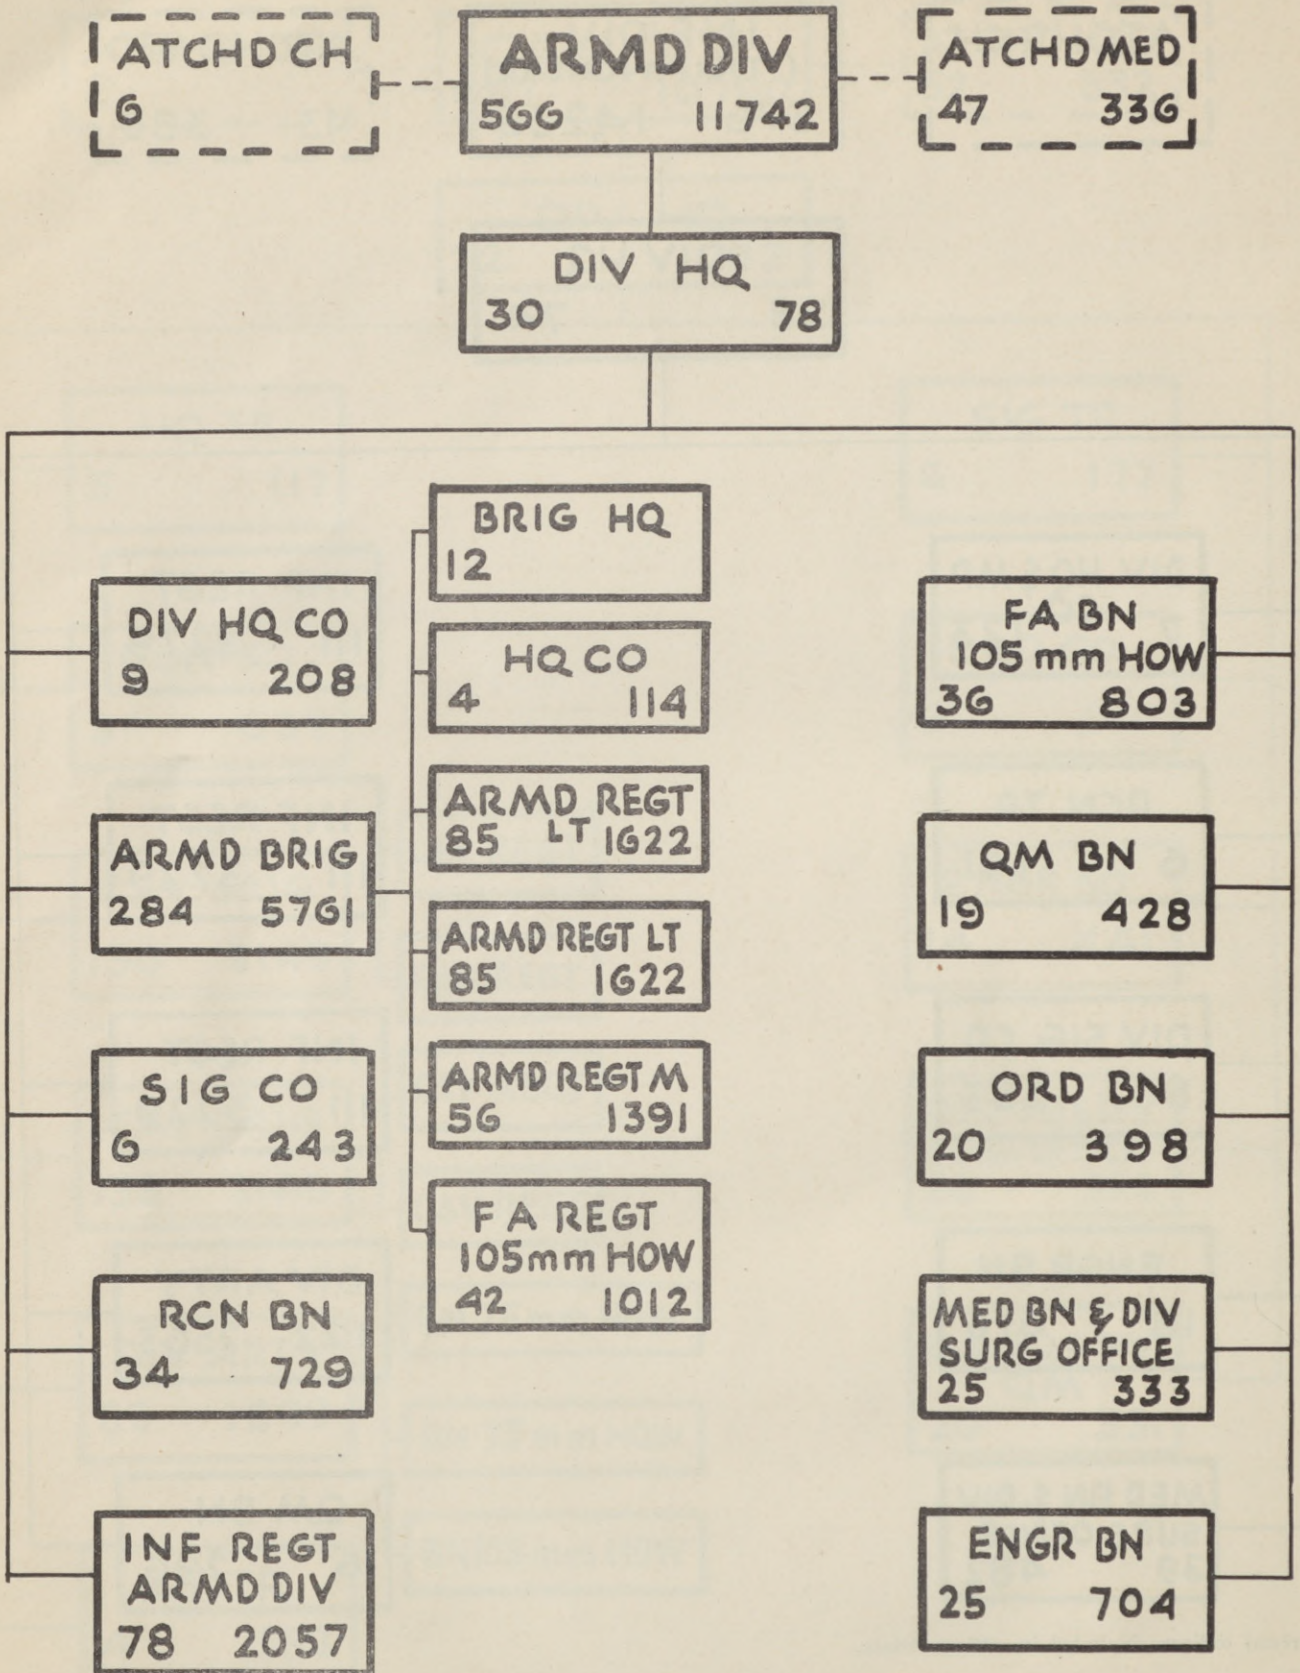 ATCHD CH
6
ARMD DIV
566 11742
ATCHD MED
47 336
DIV HQ
30 78
DIV HQ CO
9 208
ARMD BRIG
284 5761
SIG CO
6 243
RCN BN
34 729
INF REGT
ARMD DIV
78 2057
BRIG HQ
12
HQ CO
4 114
ARMD REGT
85 LT 1622
ARMD REGT LT
85 1622
ARMD REGT M
56 1391
F A REGT
105mm HOW
42 1012
FA BN
105 mm HOW
36 803
QM BN
19 428
ORD BN
20 398
MED BN & DIV
SURG OFFICE
25 333
ENGR BN
25 704